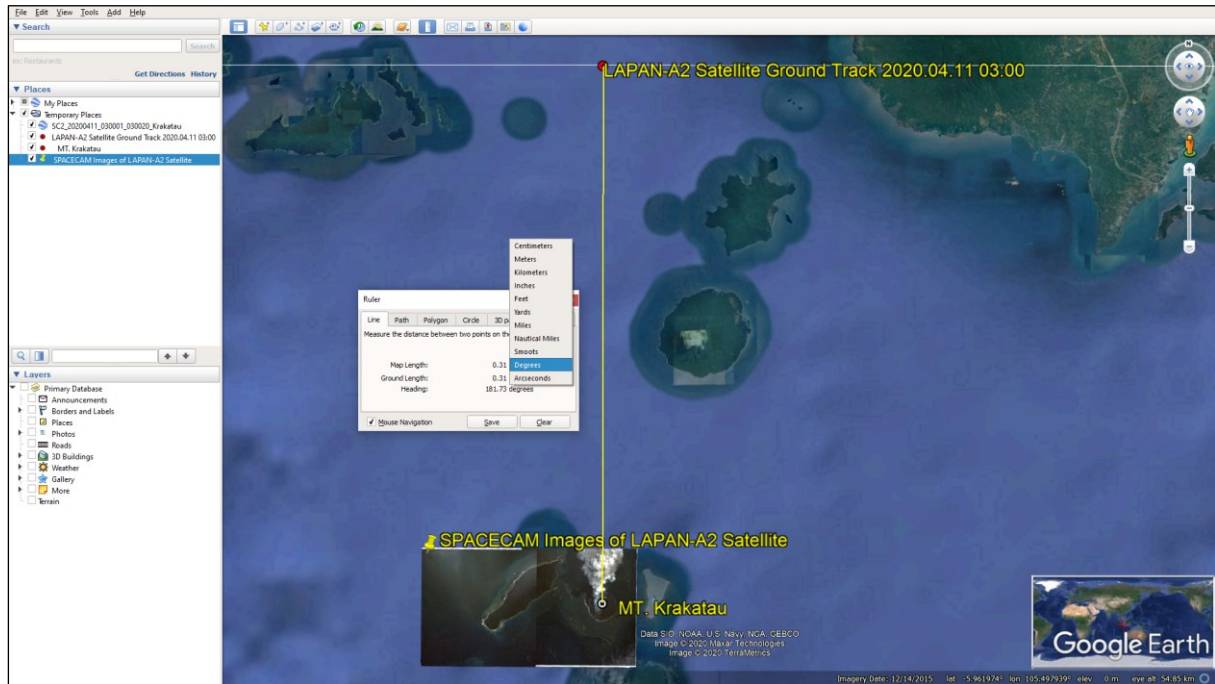 File Edit View Tools Add Help
Search
Search
ex: Restaurants
Get Directions History
Places
My Places
Temporary Places
SC2_20200411_030001_030020_Krakatau
LAPAN-A2 Satellite Ground Track 2020.04.11 03:00
MT. Krakatau
SPACECAM Images of LAPAN-A2 Satellite
Layers
Primary Database
Announcements
Borders and Labels
Places
Photos
Roads
3D Buildings
Weather
Gallery
More
Terrain
LAPAN-A2 Satellite Ground Track 2020.04.11 03:00
N
Centimeters
Meters
Kilometers
Inches
Feet
Yards
Miles
Nautical Miles
Smoots
Degrees
Arcseconds
Ruler
Line Path Polygon Circle 3D p
Measure the distance between two points on the
Map Length: 0.31
Ground Length: 0.31
Heading: 181.73 degrees
Mouse Navigation Save Clear
SPACECAM Images of LAPAN-A2 Satellite
MT. Krakatau
Data SIO, NOAA, U.S. Navy, NGA, GEBCO
Image © 2020 Maxar Technologies
Image © 2020 TerraMetrics
Google Earth
Imagery Date: 12/14/2015 lat -5.961974° lon 105.497939° elev 0 m eye alt 54.85 km